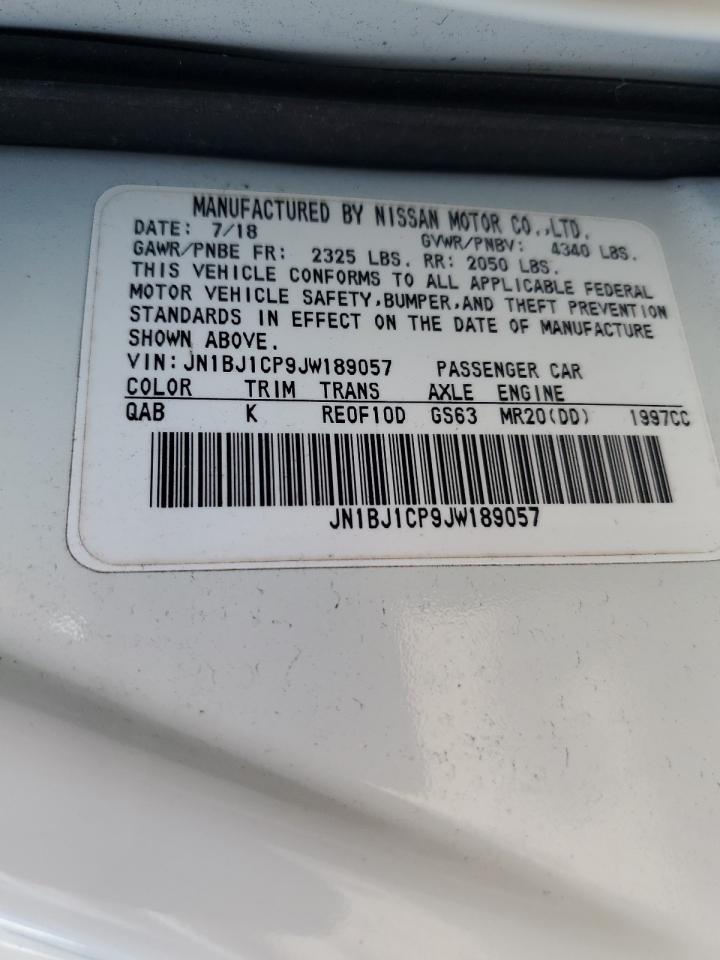 MANUFACTURED BY NISSAN MOTOR CO.,LTD.
DATE: 7/18 GVWR/PNBV: 4340 LBS.
GAWR/PNBE FR: 2325 LBS. RR: 2050 LBS.
THIS VEHICLE CONFORMS TO ALL APPLICABLE FEDERAL
MOTOR VEHICLE SAFETY,BUMPER,AND THEFT PREVENTION
STANDARDS IN EFFECT ON THE DATE OF MANUFACTURE
SHOWN ABOVE.
VIN:JN1BJ1CP9JW189057 PASSENGER CAR
COLOR TRIM TRANS AXLE ENGINE
QAB K RE0F10D GS63 MR20(DD) 1997CC
JN1BJ1CP9JW189057